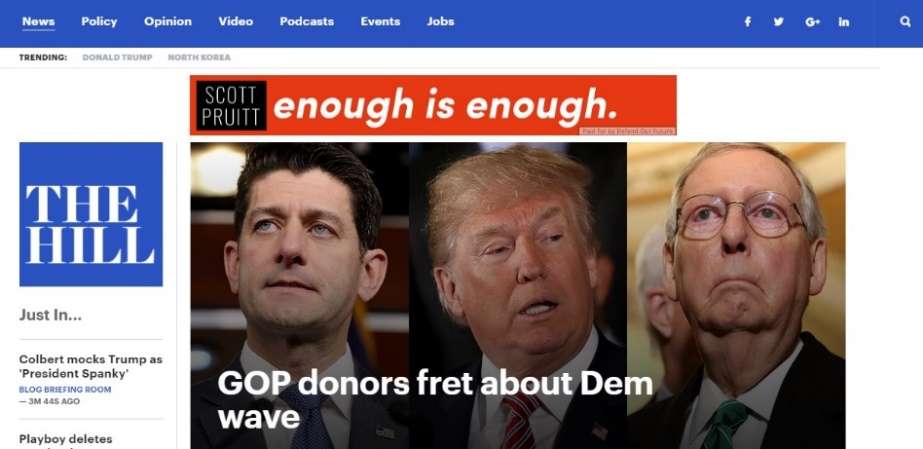 News Policy Opinion Video Podcasts Events Jobs
TRENDING: DONALD TRUMP NORTH KOREA
SCOTT
PRUITT
enough is enough.
Paid for by Defend Our Future
THE
HILL
Just In...
Colbert mocks Trump as
'President Spanky'
BLOG BRIEFING ROOM
— 3M 44S AGO
Playboy deletes
GOP donors fret about Dem
wave